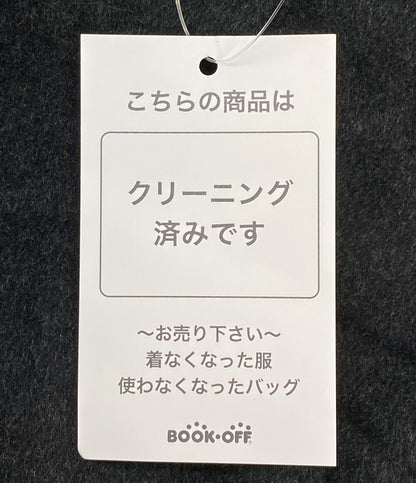 こちらの商品は
クリーニング
済みです
〜お売り下さい〜
着なくなった服
使わなくなったバッグ
BOOK・OFF